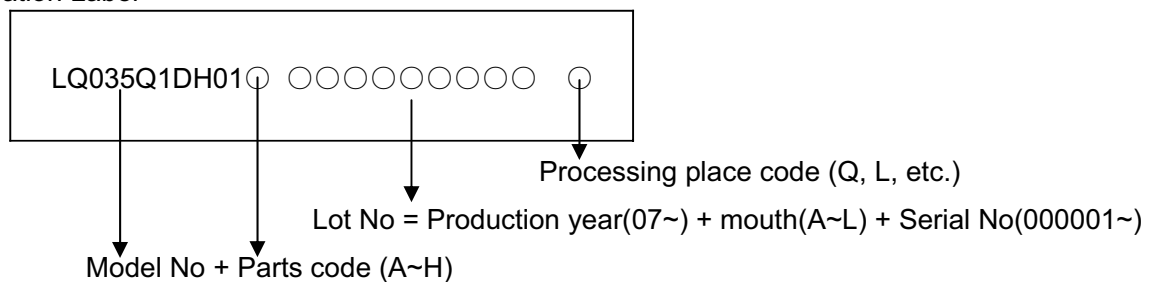 LQ035Q1DH01○ ○○○○○○○○○ ○
Processing place code (Q, L, etc.)
Lot No = Production year(07~) + mouth(A~L) + Serial No(000001~)
Model No + Parts code (A~H)